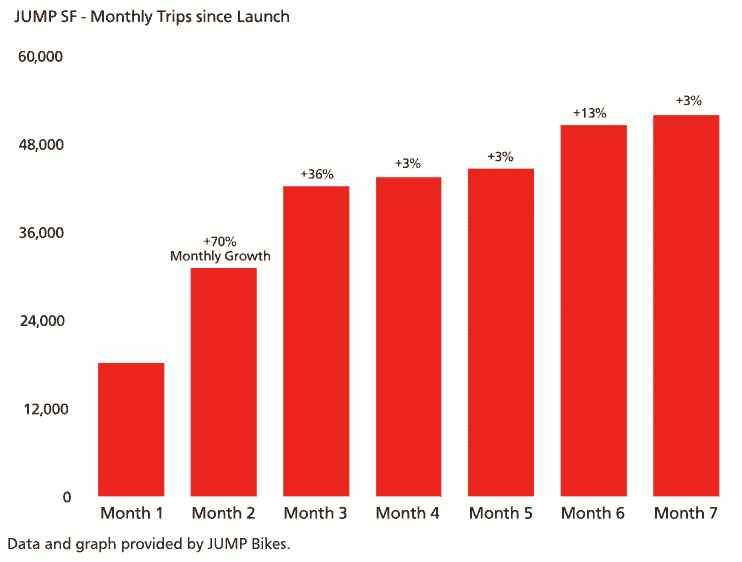 JUMP SF - Monthly Trips since Launch
60,000
48,000
36,000
24,000
12,000
0
+70%
Monthly Growth
+36%
+3%
+3%
+13%
+3%
Month 1
Month 2
Month 3
Month 4
Month 5
Month 6
Month 7
Data and graph provided by JUMP Bikes.